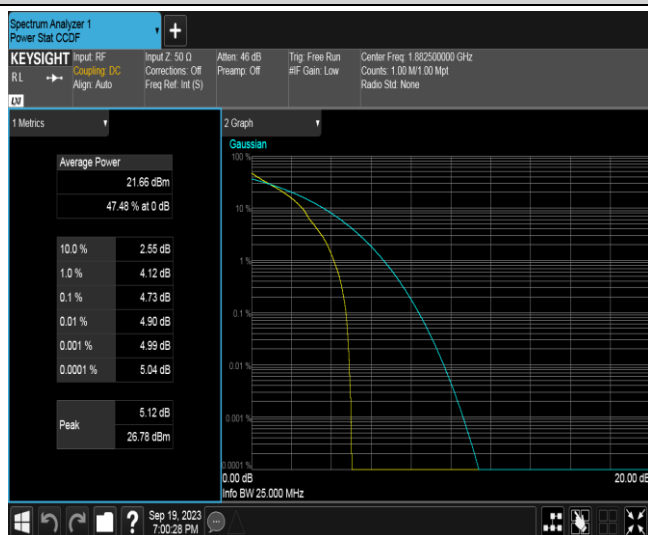 Spectrum Analyzer 1
Power Stat CCDF
KEYSIGHT
RL
LXI
Input: RF
Coupling: DC
Align: Auto
Input Z: 50 Ω
Corrections: Off
Freq Ref: Int (S)
Atten: 46 dB
Preamp: Off
Trig: Free Run
#IF Gain: Low
Center Freq: 1.882500000 GHz
Counts: 1.00 M/1.00 Mpt
Radio Std: None
1 Metrics
Average Power
21.66 dBm
47.48 % at 0 dB
10.0 % 2.55 dB
1.0 % 4.12 dB
0.1 % 4.73 dB
0.01 % 4.90 dB
0.001 % 4.99 dB
0.0001 % 5.04 dB
Peak
5.12 dB
26.78 dBm
2 Graph
Gaussian
100 %
10 %
1 %
0.1 %
0.01 %
0.001 %
0.0001 %
0.00 dB
20.00 dB
Info BW 25.000 MHz
?
Sep 19, 2023
7:00:28 PM